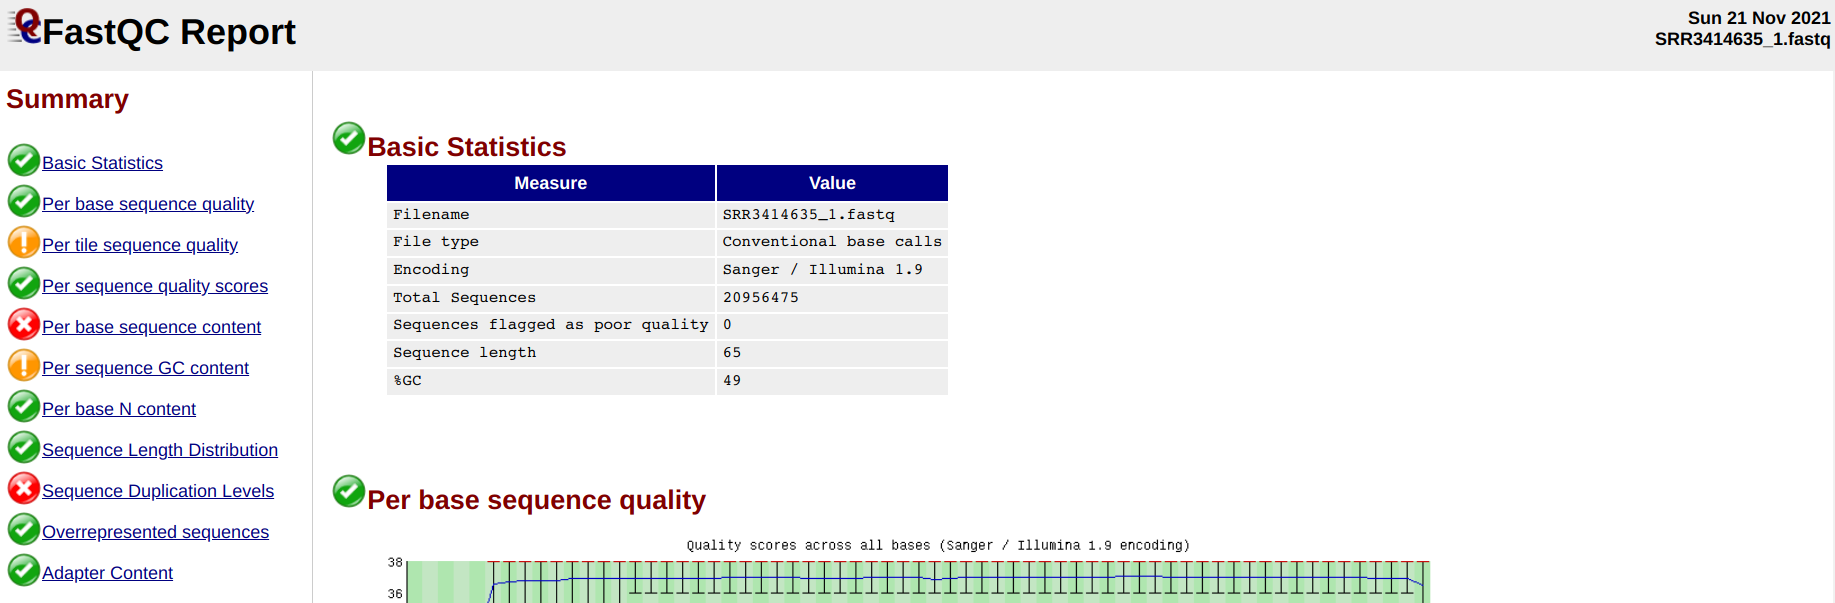 FastQC Report
Sun 21 Nov 2021
SRR3414635_1.fastq
Summary
Basic Statistics
Per base sequence quality
Per tile sequence quality
Per sequence quality scores
Per base sequence content
Per sequence GC content
Per base N content
Sequence Length Distribution
Sequence Duplication Levels
Overrepresented sequences
Adapter Content
Basic Statistics
Measure Value
Filename SRR3414635_1.fastq
File type Conventional base calls
Encoding Sanger / Illumina 1.9
Total Sequences 20956475
Sequences flagged as poor quality 0
Sequence length 65
%GC 49
Per base sequence quality
Quality scores across all bases (Sanger / Illumina 1.9 encoding)
38
36